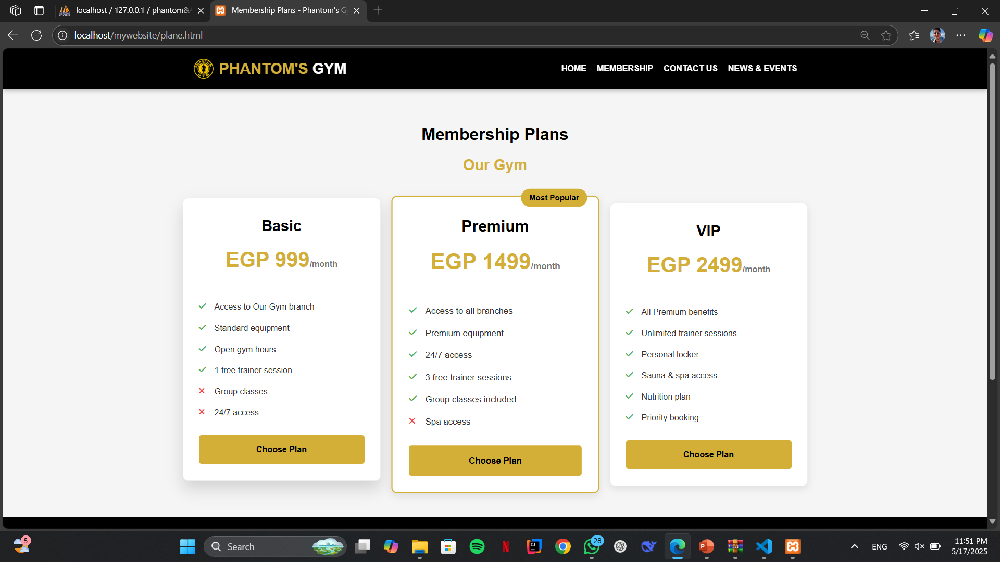 localhost / 127.0.0.1 / phantom&#
Membership Plans - Phantom's G
localhost/mywebsite/plane.html
PHANTOM GYM
PHANTOM'S GYM
HOME
MEMBERSHIP
CONTACT US
NEWS & EVENTS
Membership Plans
Our Gym
Basic
EGP 999/month
Access to Our Gym branch
Standard equipment
Open gym hours
1 free trainer session
Group classes
24/7 access
Choose Plan
Most Popular
Premium
EGP 1499/month
Access to all branches
Premium equipment
24/7 access
3 free trainer sessions
Group classes included
Spa access
Choose Plan
VIP
EGP 2499/month
All Premium benefits
Unlimited trainer sessions
Personal locker
Sauna & spa access
Nutrition plan
Priority booking
Choose Plan
5
Search
28
ENG
11:51 PM
5/17/2025